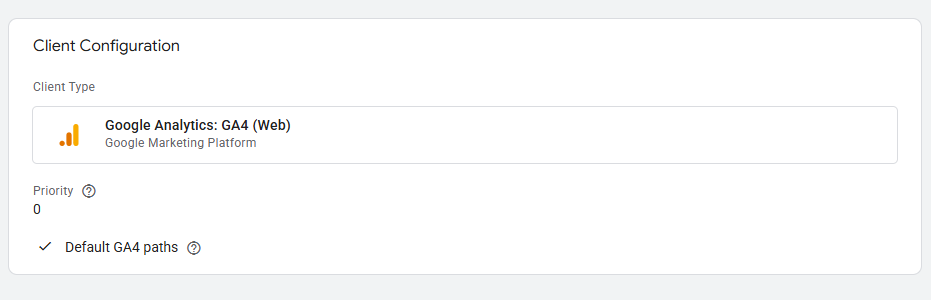 Client Configuration
Client Type
Google Analytics: GA4 (Web)
Google Marketing Platform
Priority
0
Default GA4 paths